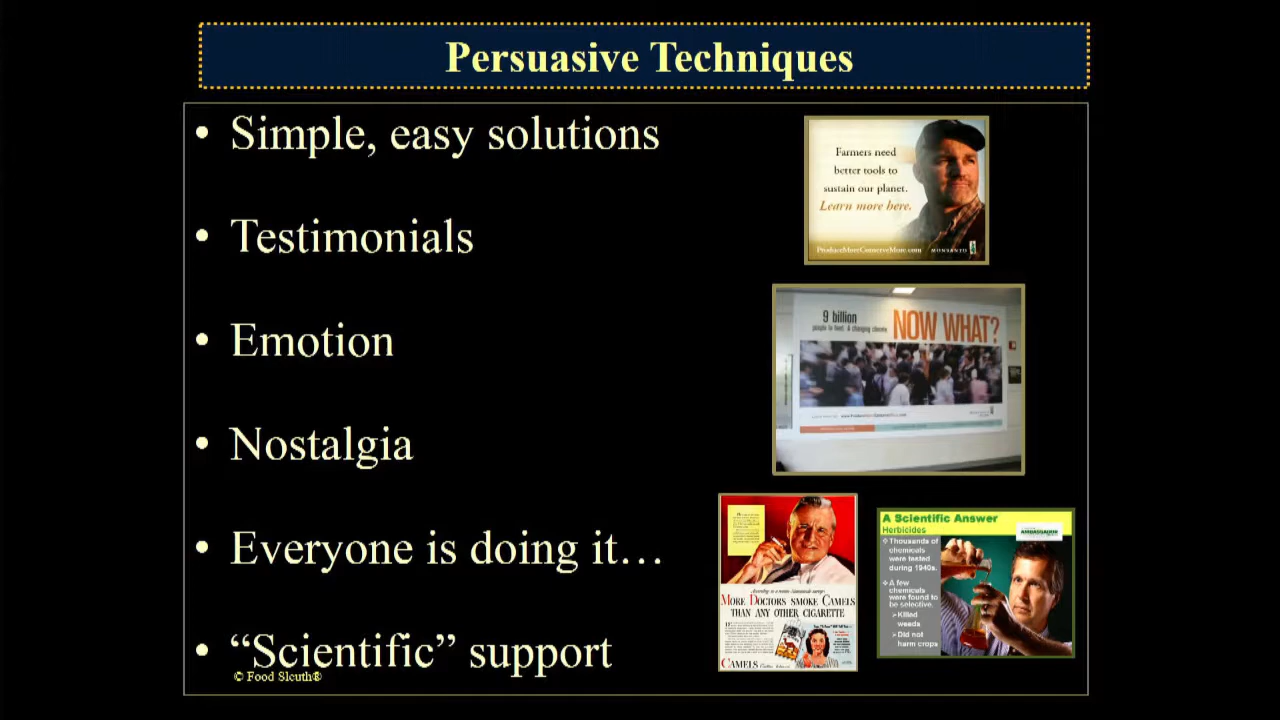 Persuasive Techniques
• Simple, easy solutions
• Testimonials
• Emotion
• Nostalgia
• Everyone is doing it…
• “Scientific” support
© Food Sleuth®
Farmers need
better tools to
sustain our planet.
Learn more here.
ProduceMoreConserveMore.com
MONSANTO
9 billion
people to feed. A changing climate
NOW WHAT?
MORE DOCTORS SMOKE CAMELS
THAN ANY OTHER CIGARETTE
CAMELS
A Scientific Answer
Herbicides
❖Thousands of
chemicals
were tested
during 1940s.
❖A few
chemicals
were found to
be selective.
➢Killed
weeds
➢Did not
harm crops